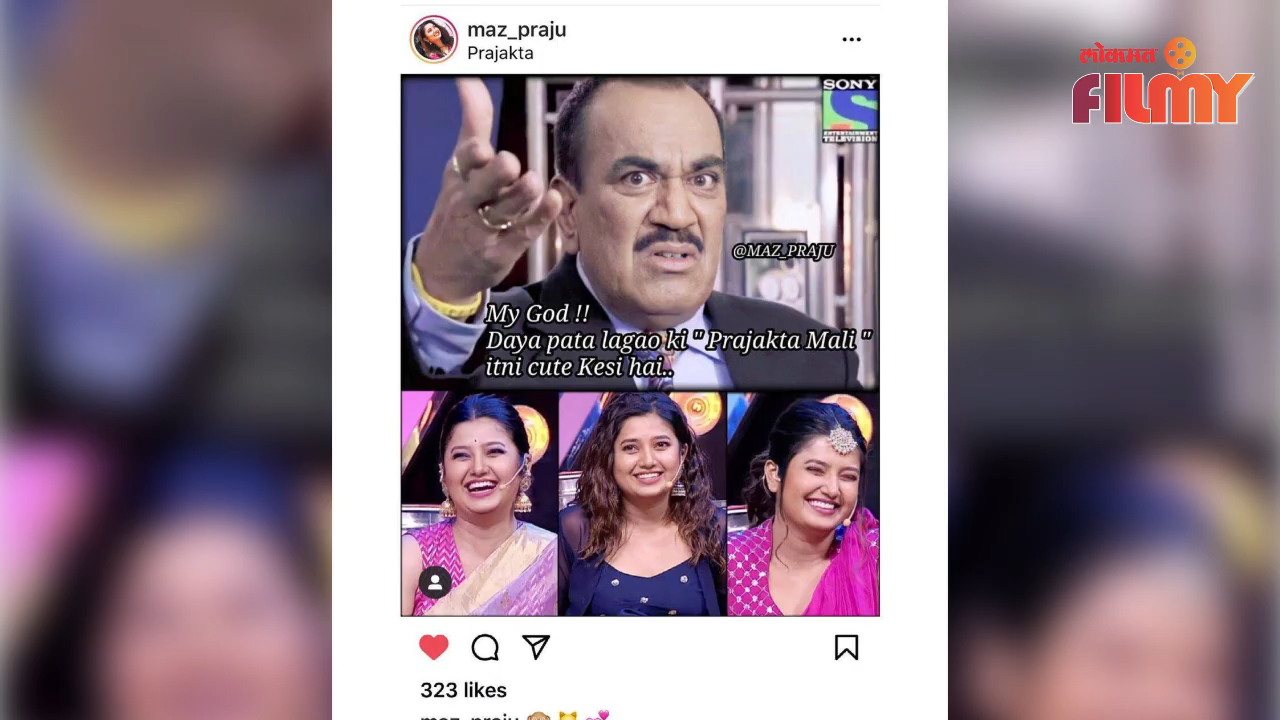 maz_praju
Prajakta
लोकमत
FILMY
SONY
ENTERTAINMENT
TELEVISION
@MAZ_PRAJU
My God !!
Daya pata lagao ki " Prajakta Mali "
itni cute Kesi hai..
323 likes
maz_praju 🙊 😺 💕